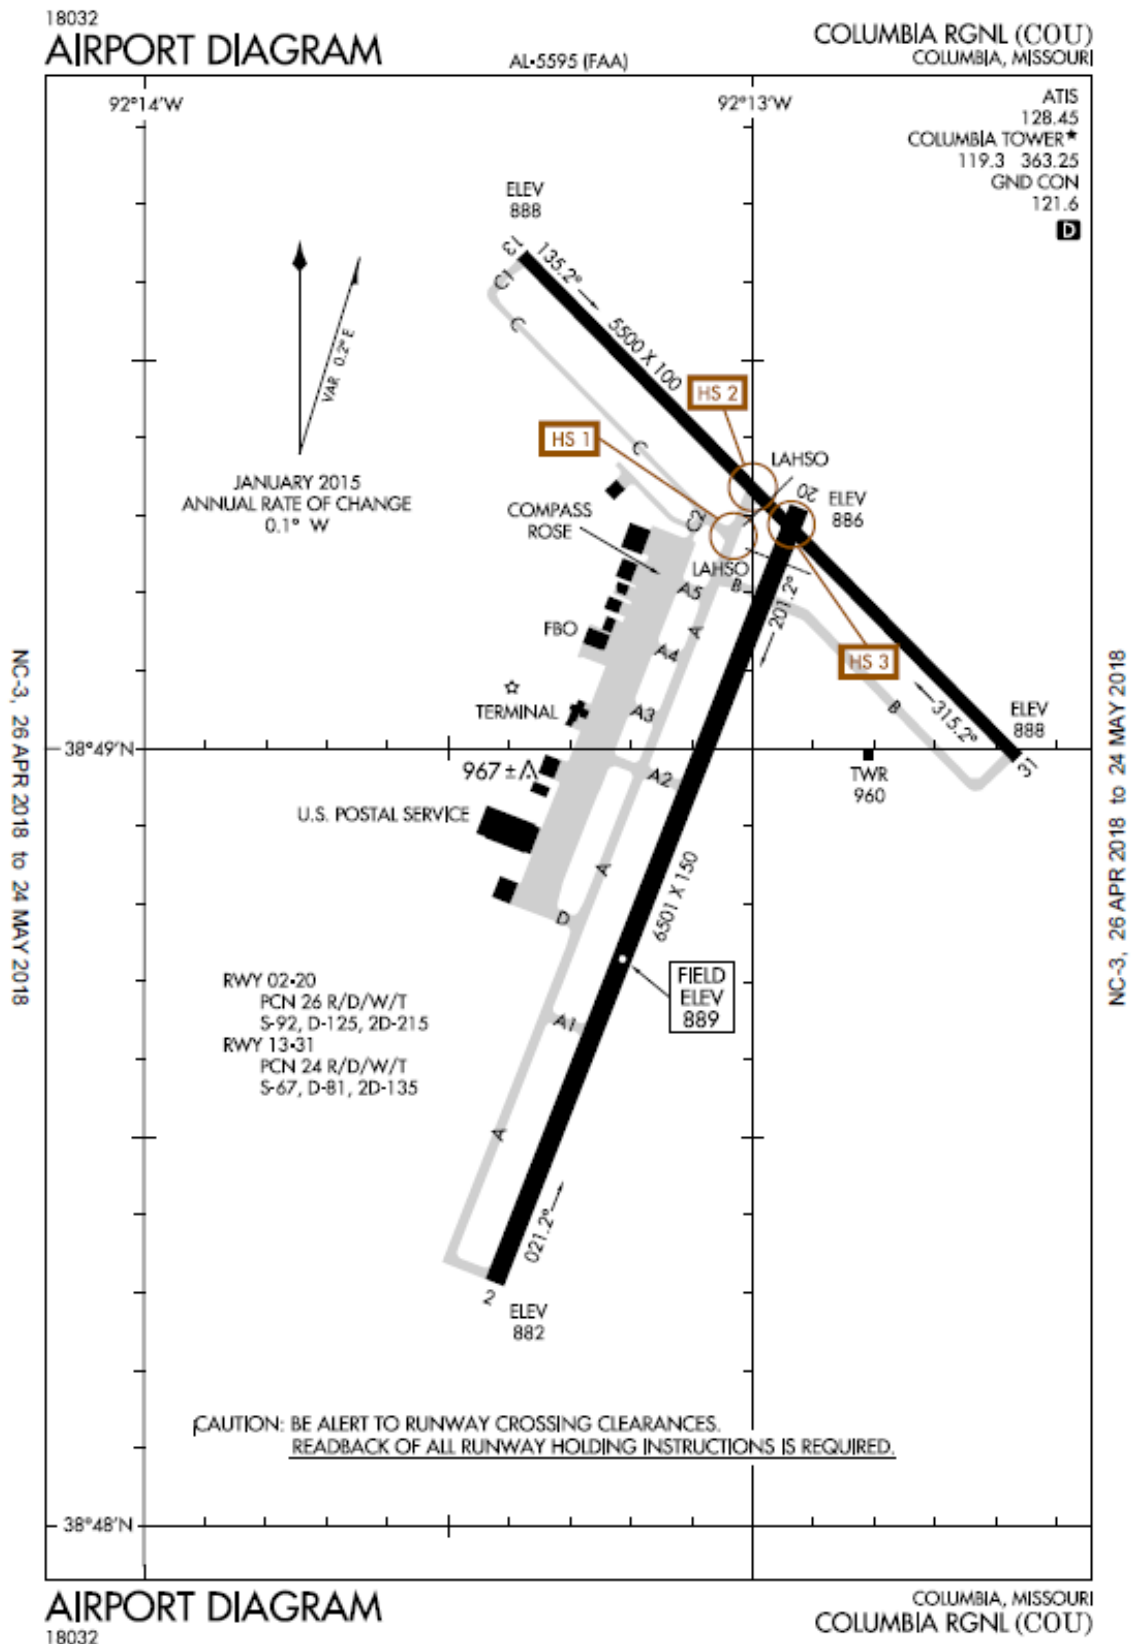 18032
AIRPORT DIAGRAM
AL-5595 (FAA)
COLUMBIA RGNL (COU)
COLUMBIA, MISSOURI
92°14'W
92°13'W
ATIS
128.45
COLUMBIA TOWER★
119.3 363.25
GND CON
121.6
D
ELEV
888
13
135.2°
C1
C
5500 X 100
VAR 0.2° E
HS 2
HS 1
C
LAHSO
JANUARY 2015
ANNUAL RATE OF CHANGE
0.1° W
20
ELEV
886
COMPASS
ROSE
C2
LAHSO
B
A5
201.2°
FBO
A
A4
HS 3
TERMINAL
A3
B
315.2°
ELEV
888
31
38°49'N
967 ±
A2
TWR
960
U.S. POSTAL SERVICE
A
6501 X 150
D
FIELD
ELEV
889
RWY 02-20
PCN 26 R/D/W/T
S-92, D-125, 2D-215
RWY 13-31
PCN 24 R/D/W/T
S-67, D-81, 2D-135
A1
A
021.2°
2
ELEV
882
CAUTION: BE ALERT TO RUNWAY CROSSING CLEARANCES.
READBACK OF ALL RUNWAY HOLDING INSTRUCTIONS IS REQUIRED.
38°48'N
NC-3, 26 APR 2018 to 24 MAY 2018
NC-3, 26 APR 2018 to 24 MAY 2018
AIRPORT DIAGRAM
18032
COLUMBIA, MISSOURI
COLUMBIA RGNL (COU)